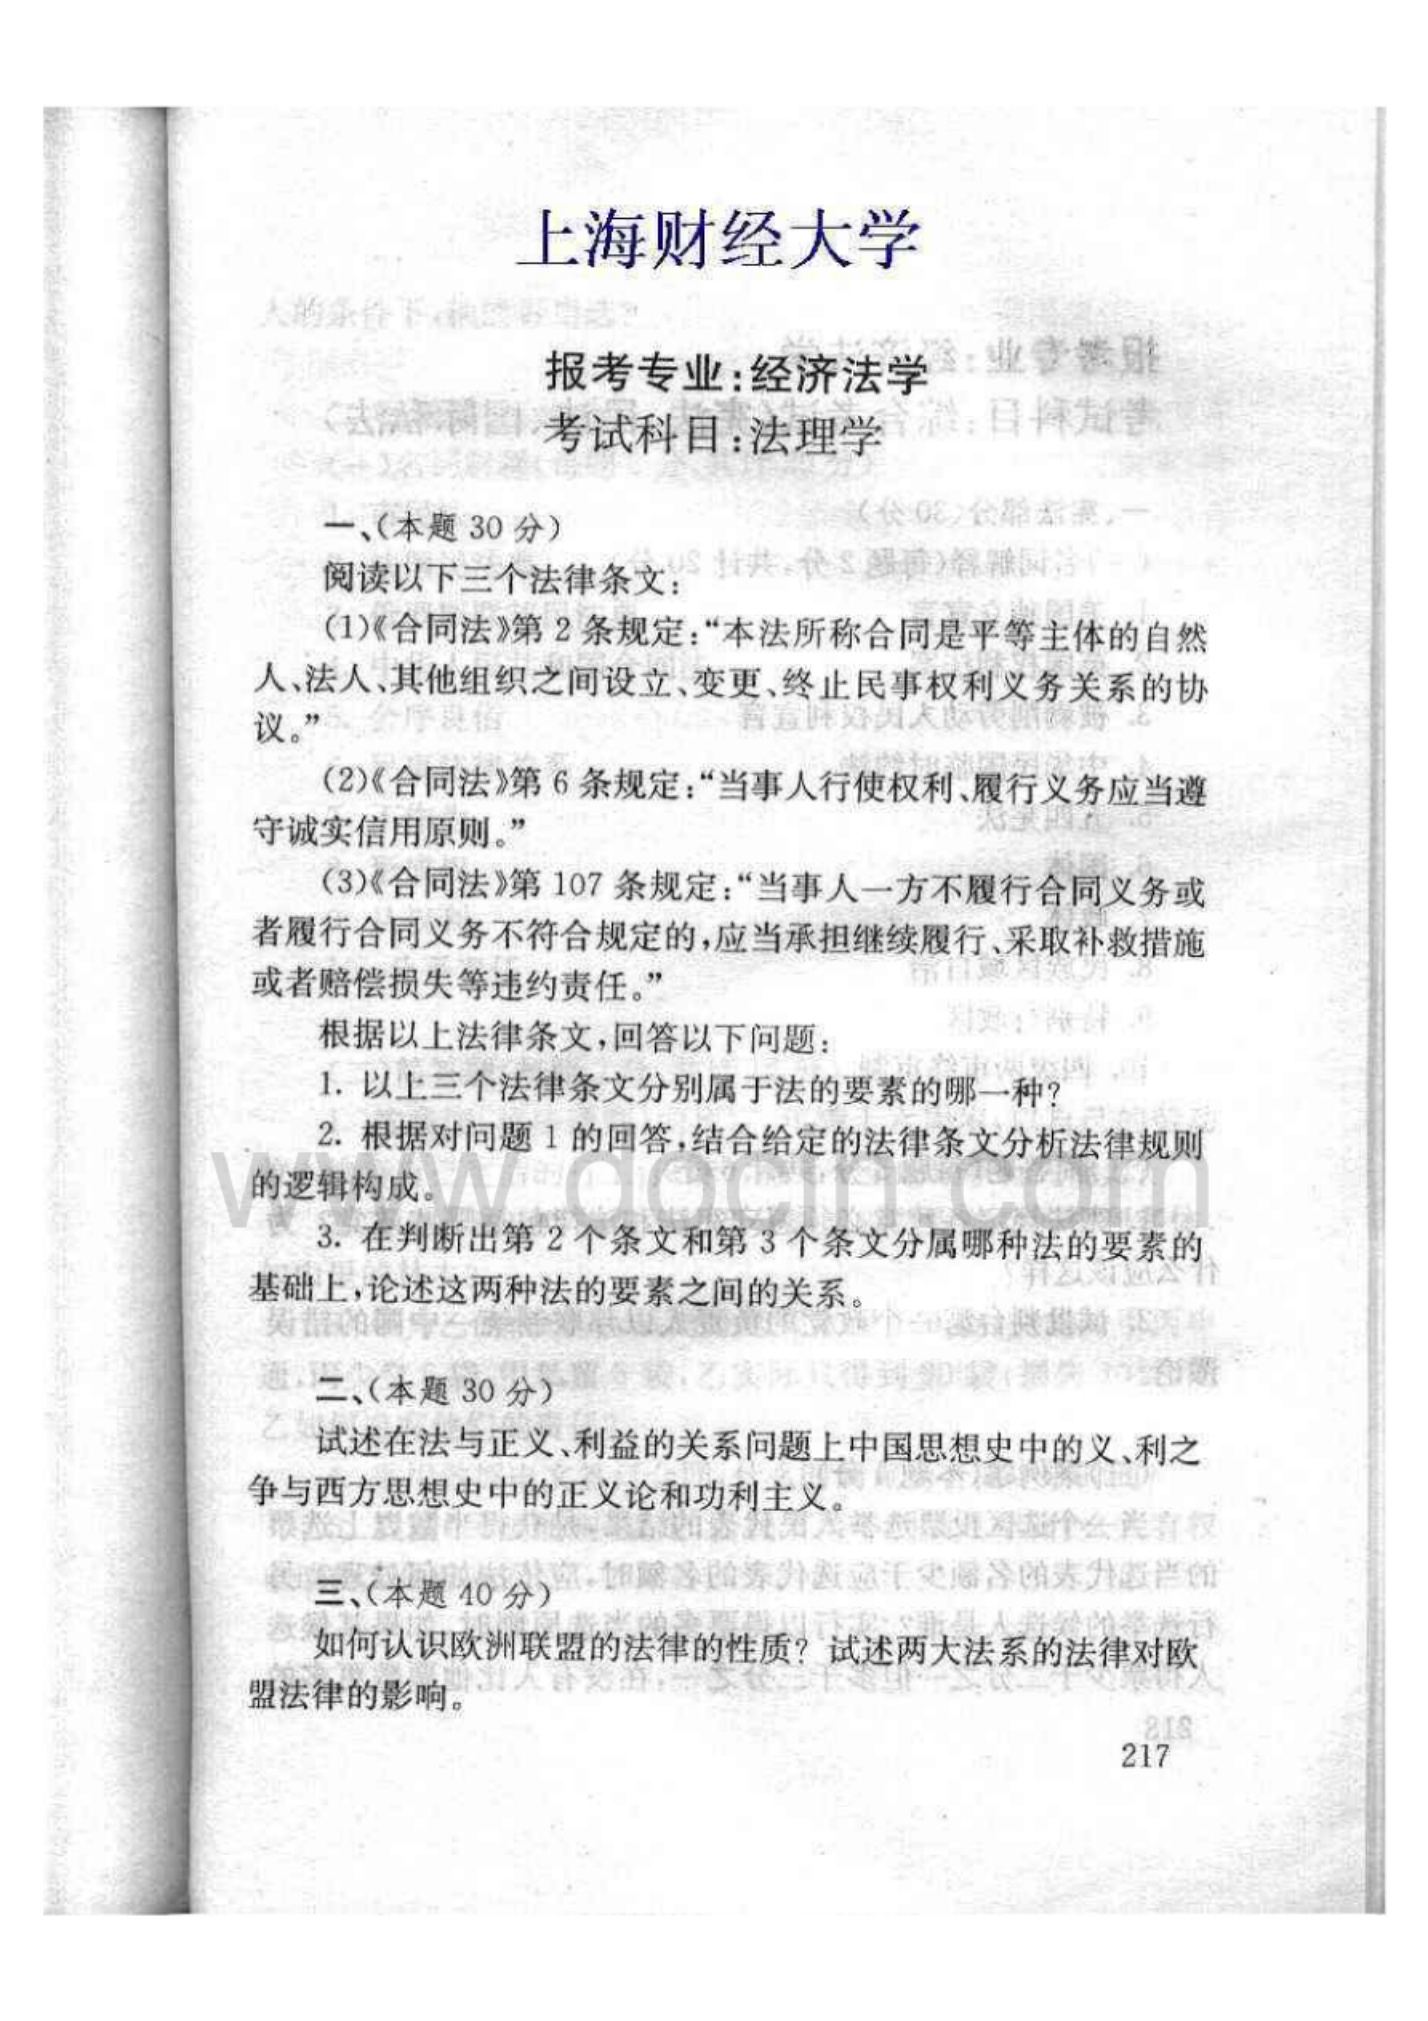 上海财经大学
报考专业:经济法学
考试科目:法理学
一、(本题 30 分)
阅读以下三个法律条文:
(1)《合同法》第 2 条规定:“本法所称合同是平等主体的自然
人、法人、其他组织之间设立、变更、终止民事权利义务关系的协
议。”
(2)《合同法》第 6 条规定:“当事人行使权利、履行义务应当遵
守诚实信用原则。”
(3)《合同法》第 107 条规定:“当事人一方不履行合同义务或
者履行合同义务不符合规定的,应当承担继续履行、采取补救措施
或者赔偿损失等违约责任。”
根据以上法律条文,回答以下问题:
1. 以上三个法律条文分别属于法的要素的哪一种?
2. 根据对问题 1 的回答,结合给定的法律条文分析法律规则
www.docin.com
的逻辑构成。
3. 在判断出第 2 个条文和第 3 个条文分属哪种法的要素的
基础上,论述这两种法的要素之间的关系。
二、(本题 30 分)
试述在法与正义、利益的关系问题上中国思想史中的义、利之
争与西方思想史中的正义论和功利主义。
三、(本题 40 分)
如何认识欧洲联盟的法律的性质? 试述两大法系的法律对欧
盟法律的影响。
217